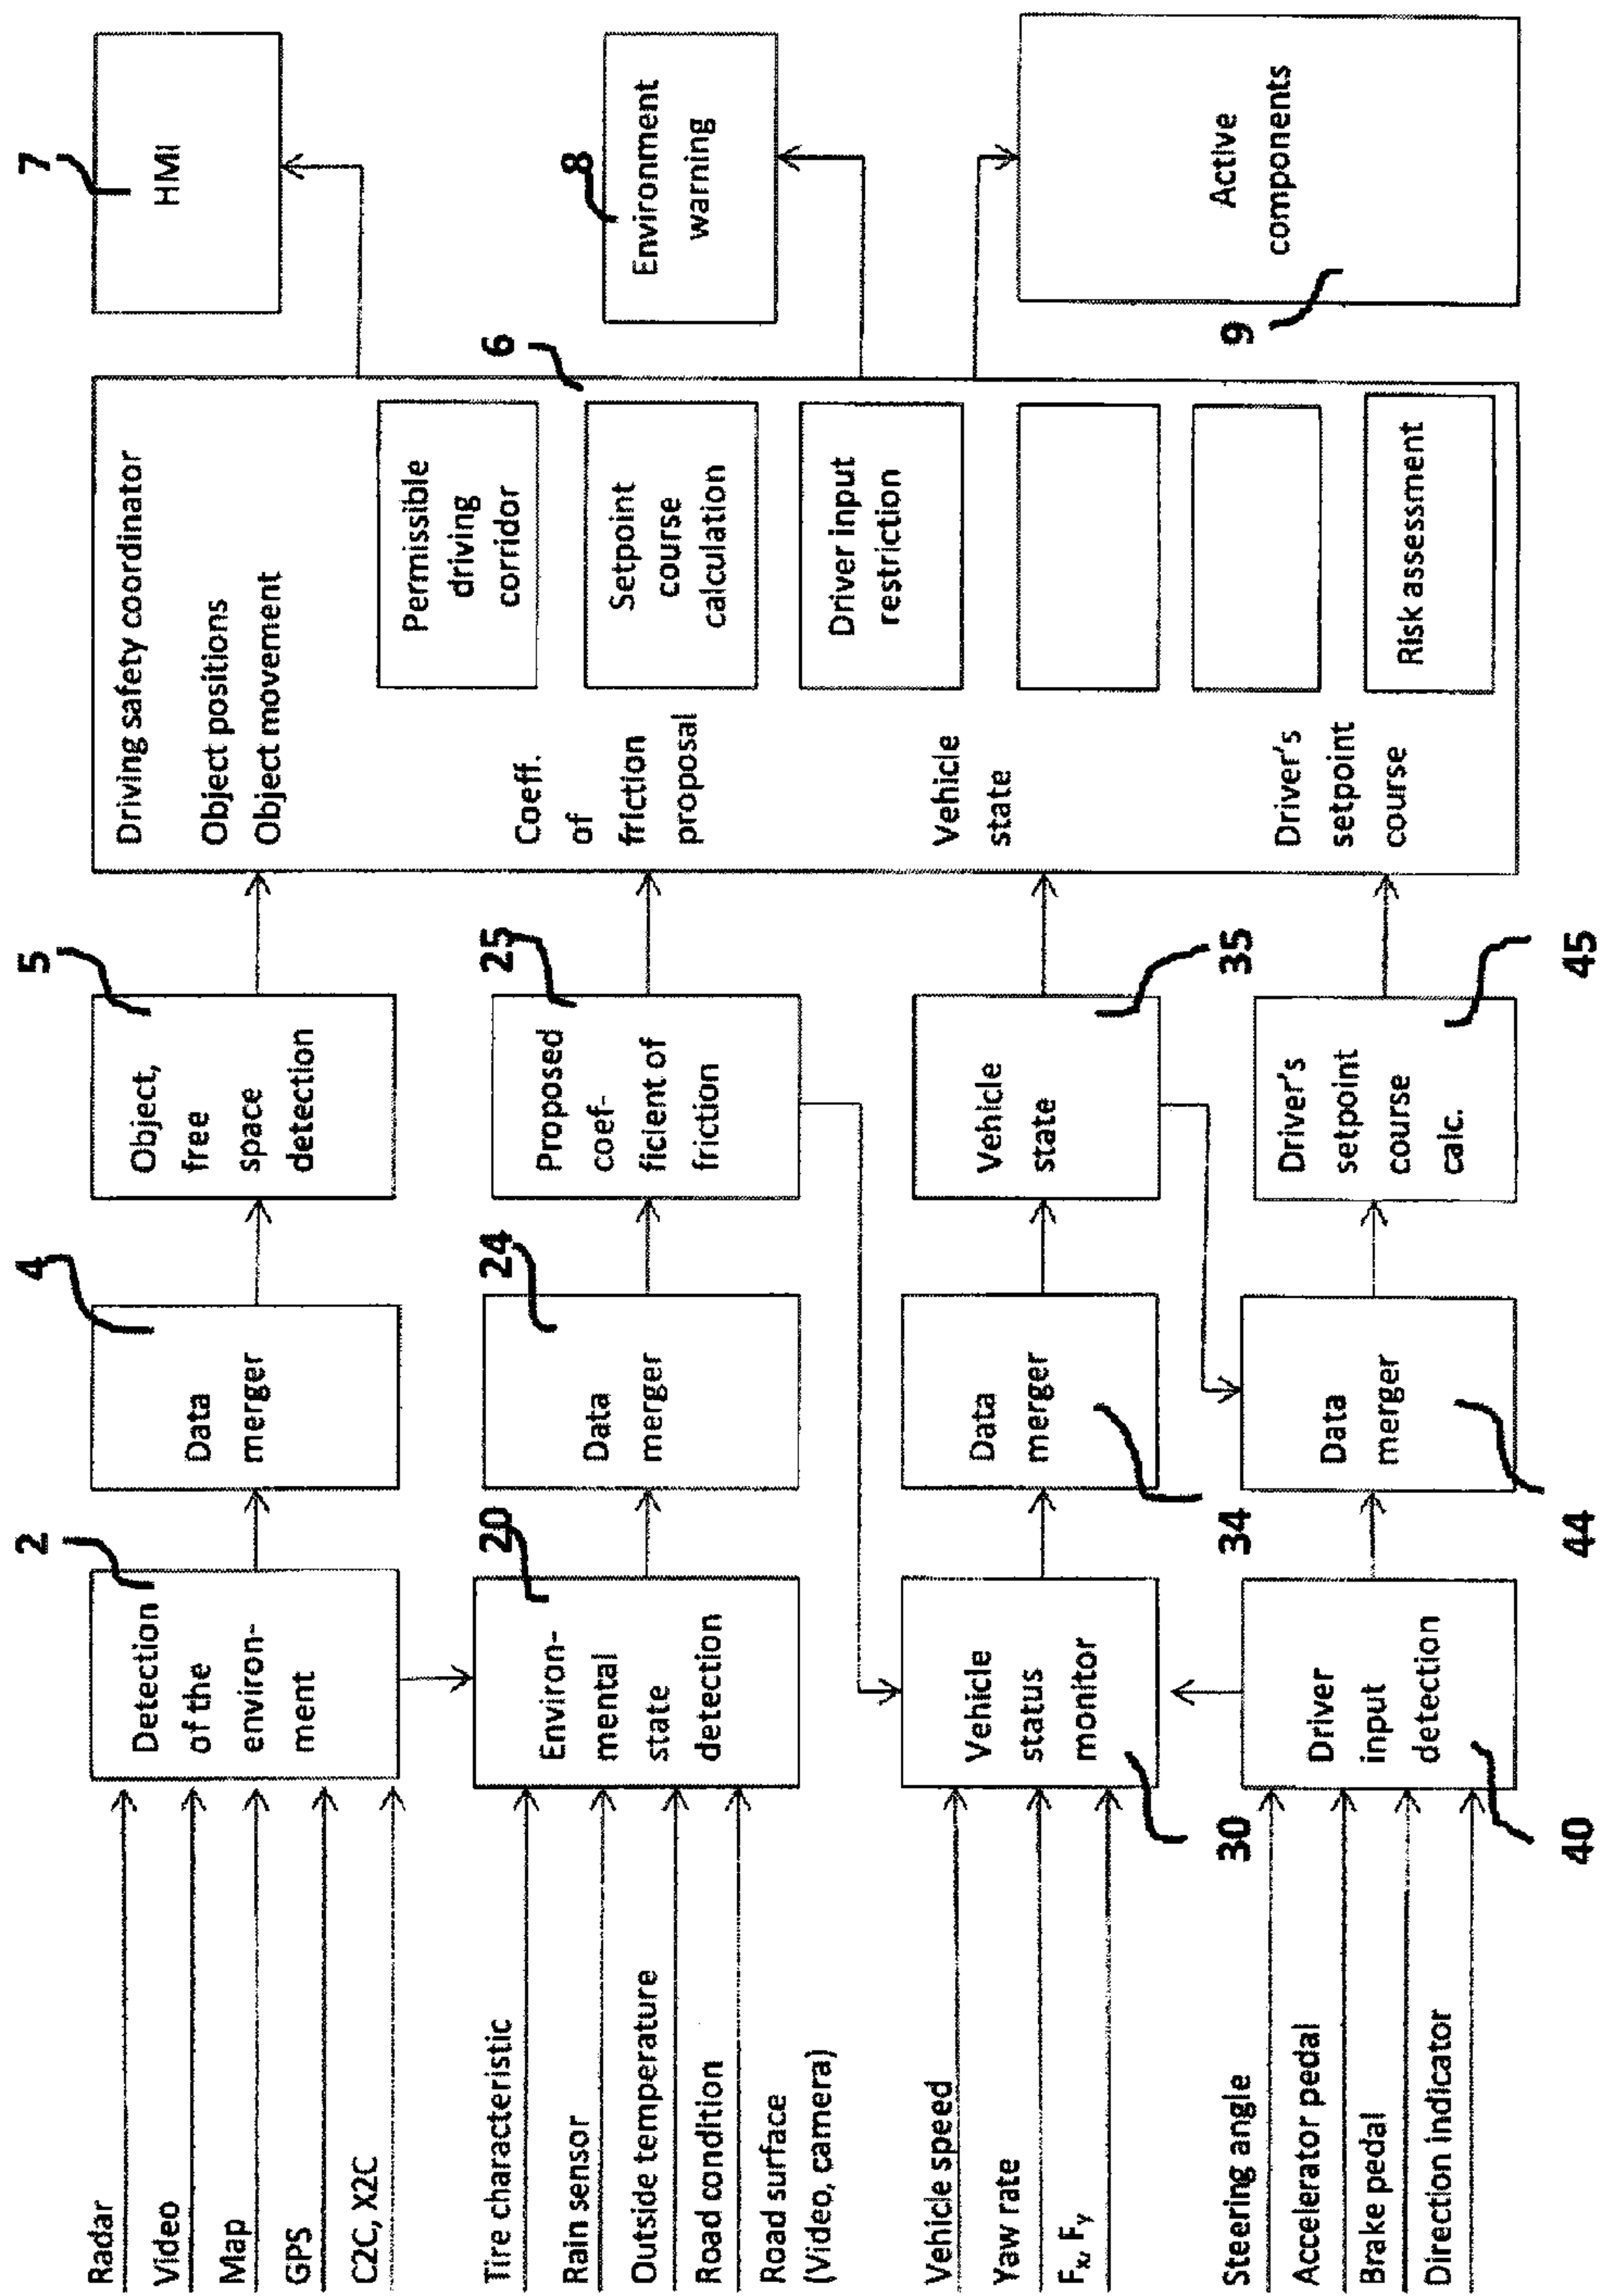 Radar
Video
Map
GPS
C2C, X2C
2
Detection
of the
environ-
ment
4
Data
merger
5
Object,
free
space
detection
Tire characteristic
Rain sensor
Outside temperature
Road condition
Road surface
(Video, camera)
20
Environ-
mental
state
detection
24
Data
merger
25
Proposed
coef-
ficient of
friction
Vehicle speed
Yaw rate
Fx, Fy
30
Vehicle
status
monitor
34
Data
merger
35
Vehicle
state
Steering angle
Accelerator pedal
Brake pedal
Direction indicator
40
Driver
input
detection
44
Data
merger
45
Driver's
setpoint
course
calc.
6
Driving safety coordinator
Object positions
Object movement
Coeff.
of
friction
proposal
Vehicle
state
Driver's
setpoint
course
Permissible
driving
corridor
Setpoint
course
calculation
Driver input
restriction
Risk assessment
7
HMI
8
Environment
warning
9
Active
components